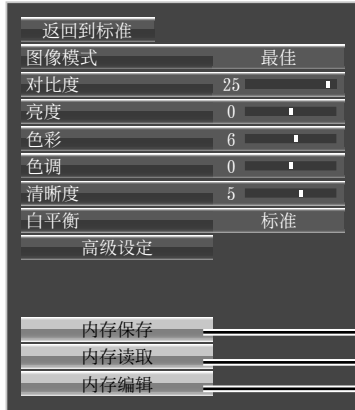 返回到标准
图像模式 最佳
对比度 25
亮度 0
色彩 6
色调 0
清晰度 5
白平衡 标准
高级设定
内存保存
内存读取
内存编辑